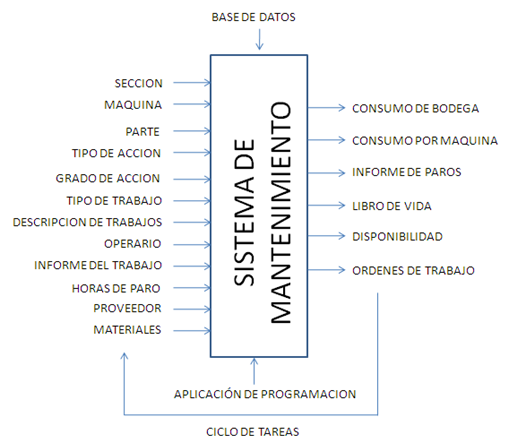 BASE DE DATOS
SECCION
MAQUINA
PARTE
TIPO DE ACCION
GRADO DE ACCION
TIPO DE TRABAJO
DESCRIPCION DE TRABAJOS
OPERARIO
INFORME DEL TRABAJO
HORAS DE PARO
PROVEEDOR
MATERIALES
SISTEMA DE
MANTENIMIENTO
CONSUMO DE BODEGA
CONSUMO POR MAQUINA
INFORME DE PAROS
LIBRO DE VIDA
DISPONIBILIDAD
ORDENES DE TRABAJO
APLICACIÓN DE PROGRAMACION
CICLO DE TAREAS